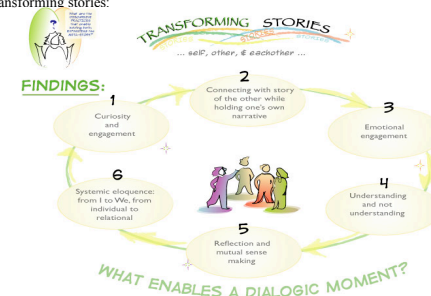 ansforming stories:
TRANSFORMING STORIES
... self, other, & eachother ...
FINDINGS:
1
Curiosity
and
engagement
2
Connecting with story
of the other while
holding one's own
narrative
3
Emotional
engagement
4
Understanding
and not
understanding
5
Reflection and
mutual sense
making
6
Systemic eloquence:
from I to We, from
individual to
relational
WHAT ENABLES A DIALOGIC MOMENT?